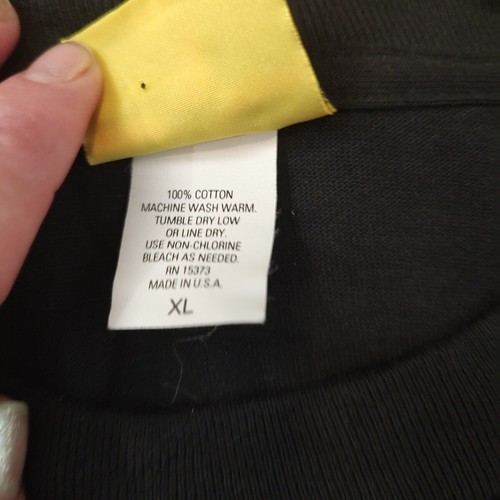 100% COTTON
MACHINE WASH WARM.
TUMBLE DRY LOW
OR LINE DRY.
USE NON-CHLORINE
BLEACH AS NEEDED.
RN 15373
MADE IN U.S.A.
XL